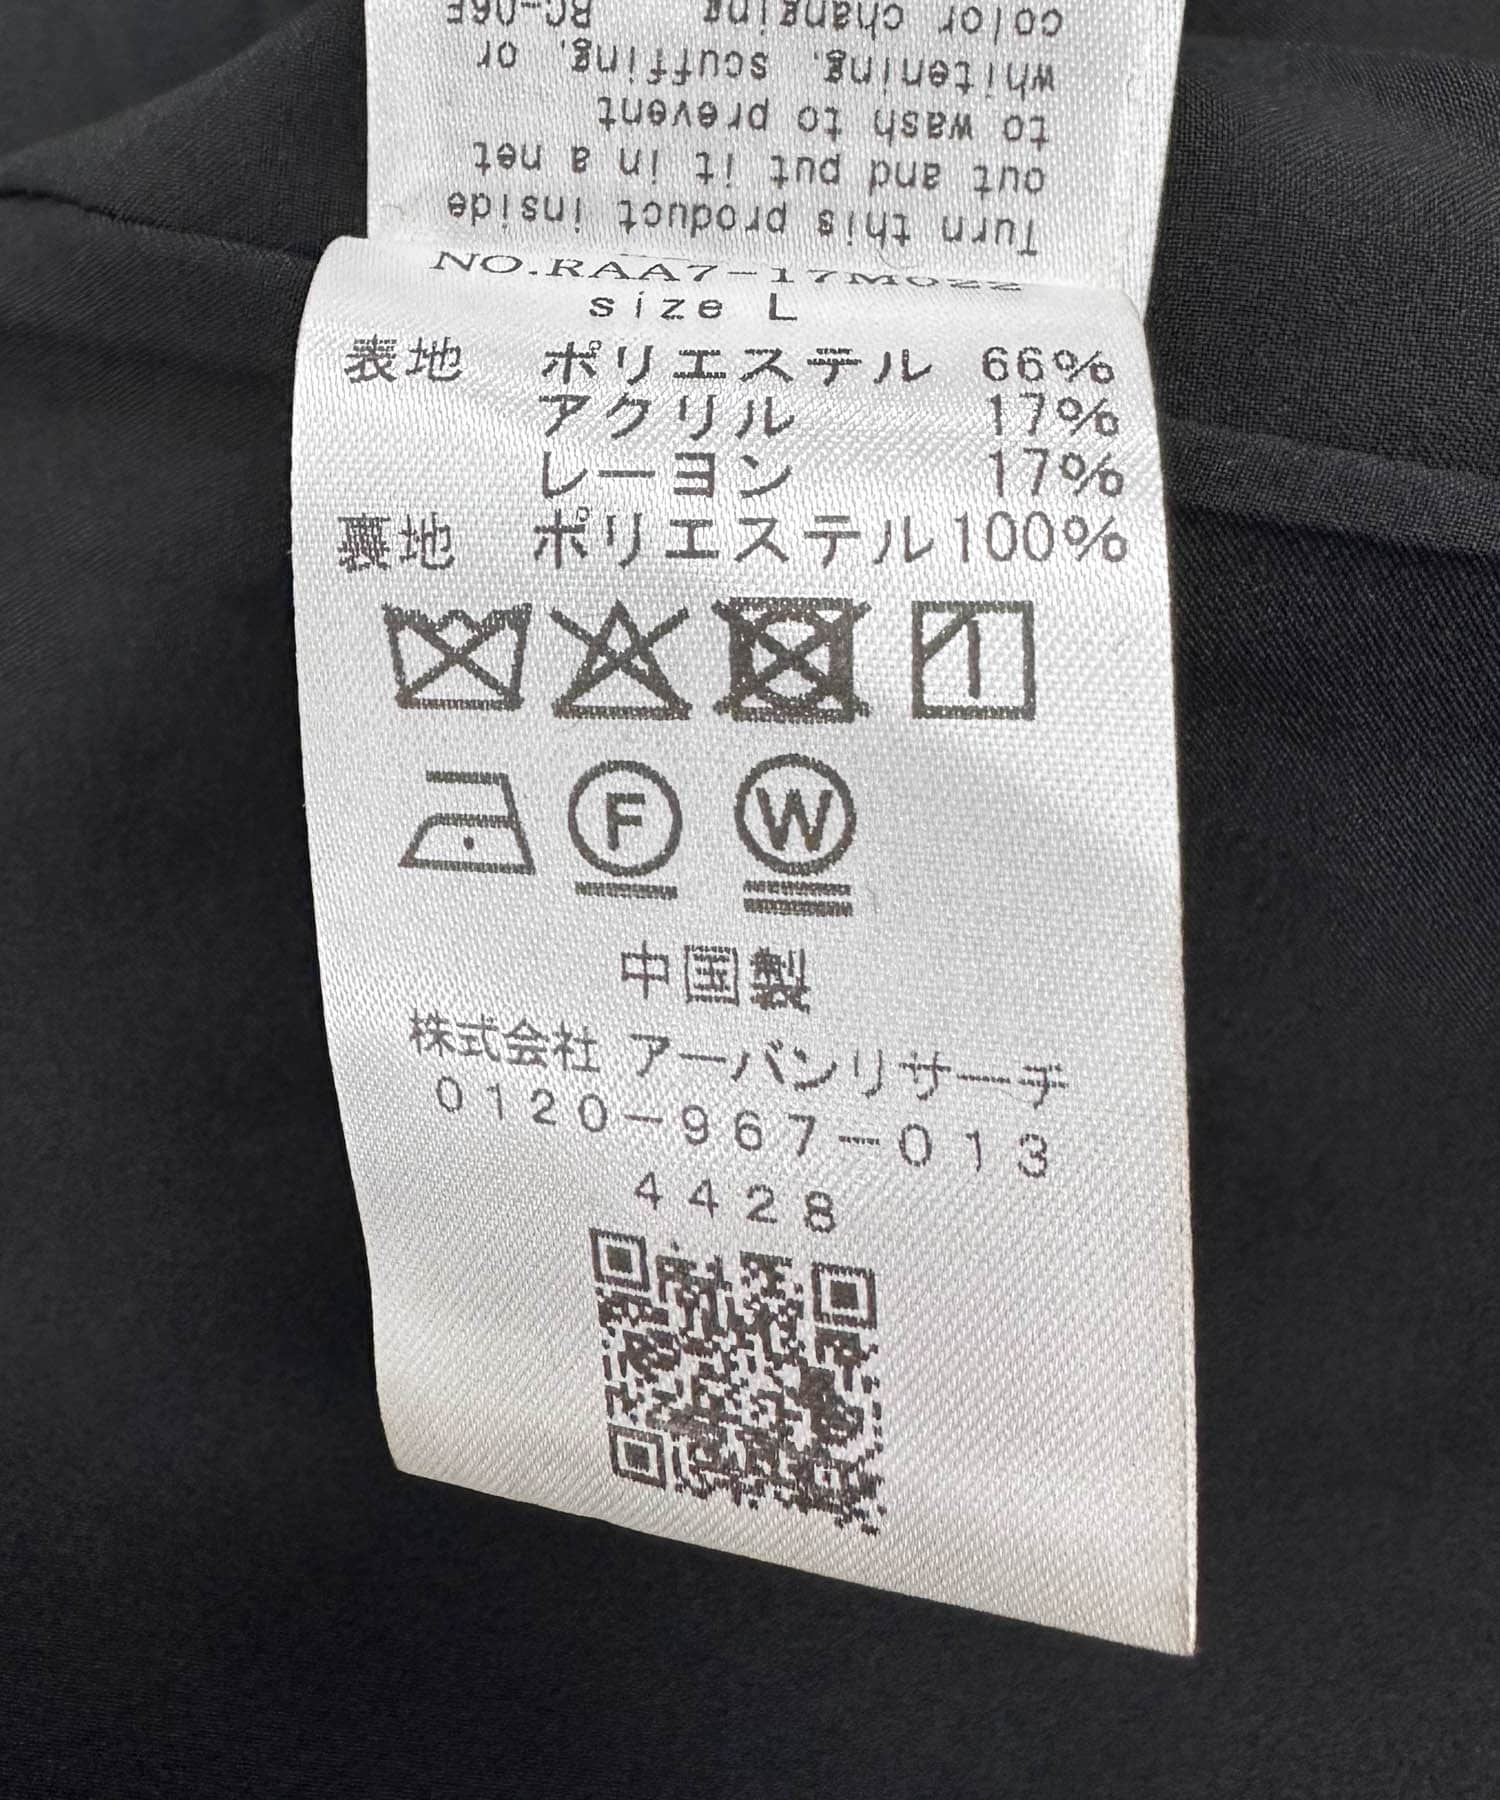 color changing RC-06F
whitening, scuffing, or
to wash to prevent
out and put it in a net
Turn this product inside
NO.RAA7-17M022
size L
表地 ポリエステル 66%
アクリル 17%
レーヨン 17%
裏地 ポリエステル100%
1
F
W
中国製
株式会社 アーバンリサーチ
0120-967-013
4428